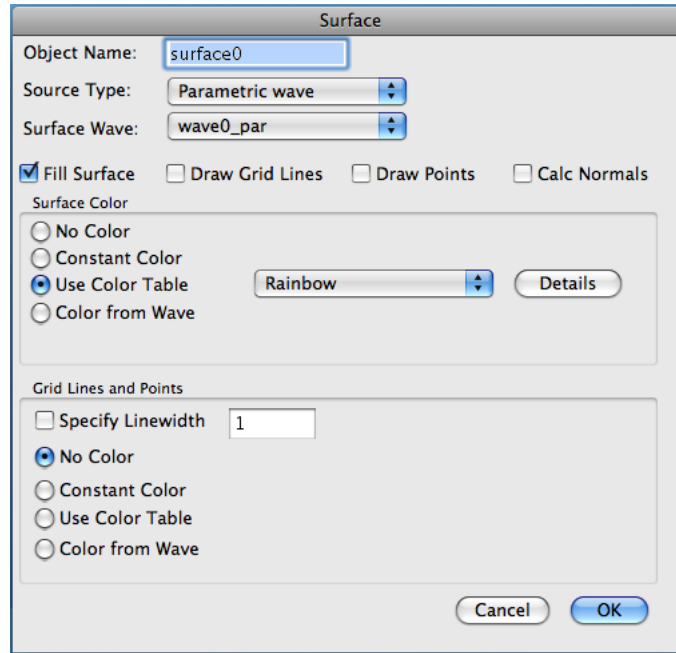 Surface
Object Name: surface0
Source Type: Parametric wave
Surface Wave: wave0_par
Fill Surface Draw Grid Lines Draw Points Calc Normals
Surface Color
No Color
Constant Color
Use Color Table Rainbow Details
Color from Wave
Grid Lines and Points
Specify Linewidth 1
No Color
Constant Color
Use Color Table
Color from Wave
Cancel OK